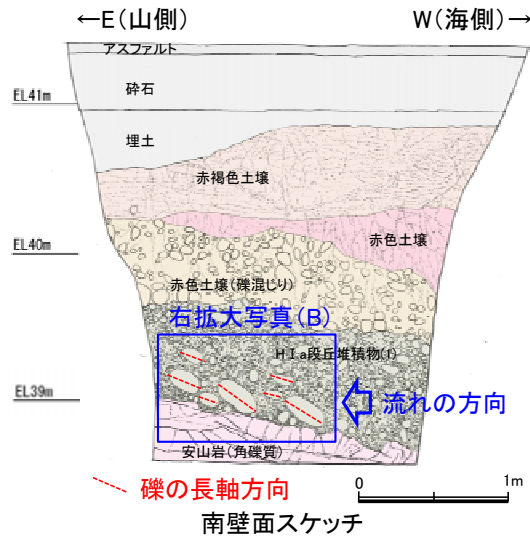 ←E(山側)
W(海側)→
アスファルト
砕石
EL41m
埋土
赤褐色土壌
赤色土壌
EL40m
赤色土壌(礫混じり)
右拡大写真(B)
HⅠa段丘堆積物(1)
EL39m
流れの方向
安山岩(角礫質)
礫の長軸方向
0
1m
南壁面スケッチ